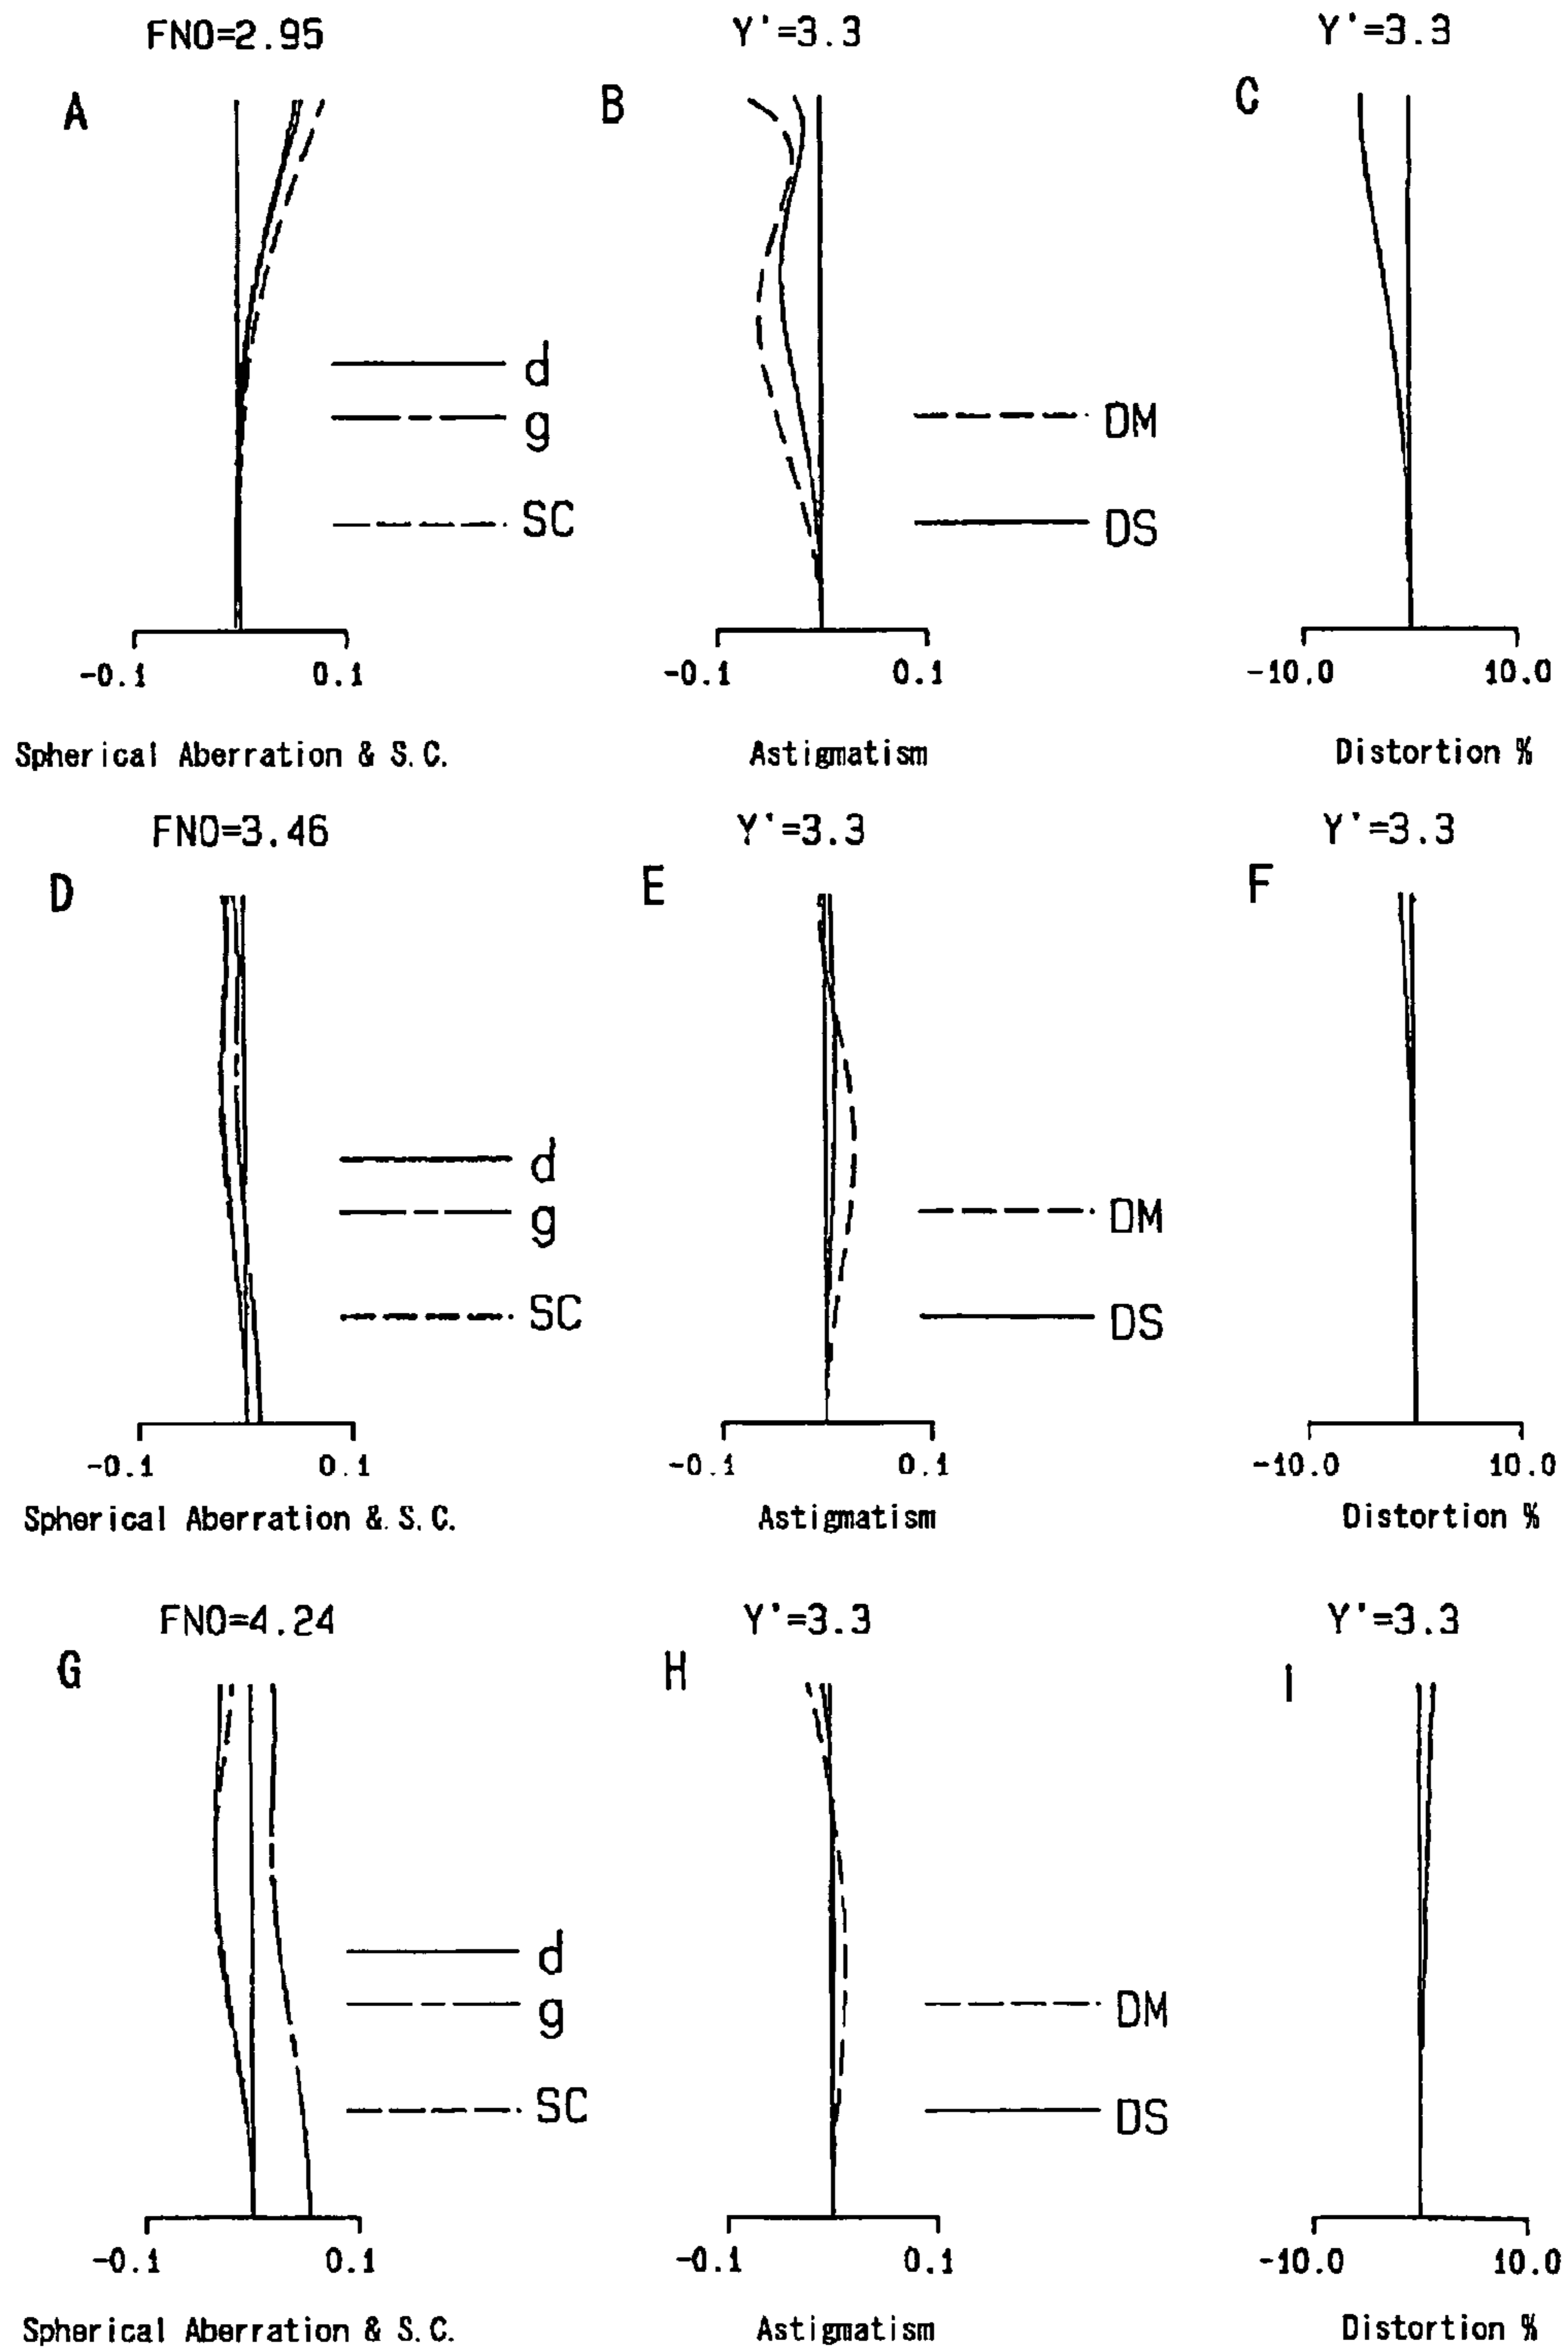 FNO=2.95
Y'=3.3
Y'=3.3
A
B
C
d
g
SC
DM
DS
-0.1 0.1
-0.1 0.1
-10.0 10.0
Spherical Aberration & S.C.
Astigmatism
Distortion %
FNO=3.46
Y'=3.3
Y'=3.3
D
E
F
d
g
SC
DM
DS
-0.1 0.1
-0.1 0.1
-10.0 10.0
Spherical Aberration & S.C.
Astigmatism
Distortion %
FNO=4.24
Y'=3.3
Y'=3.3
G
H
I
d
g
SC
DM
DS
-0.1 0.1
-0.1 0.1
-10.0 10.0
Spherical Aberration & S.C.
Astigmatism
Distortion %